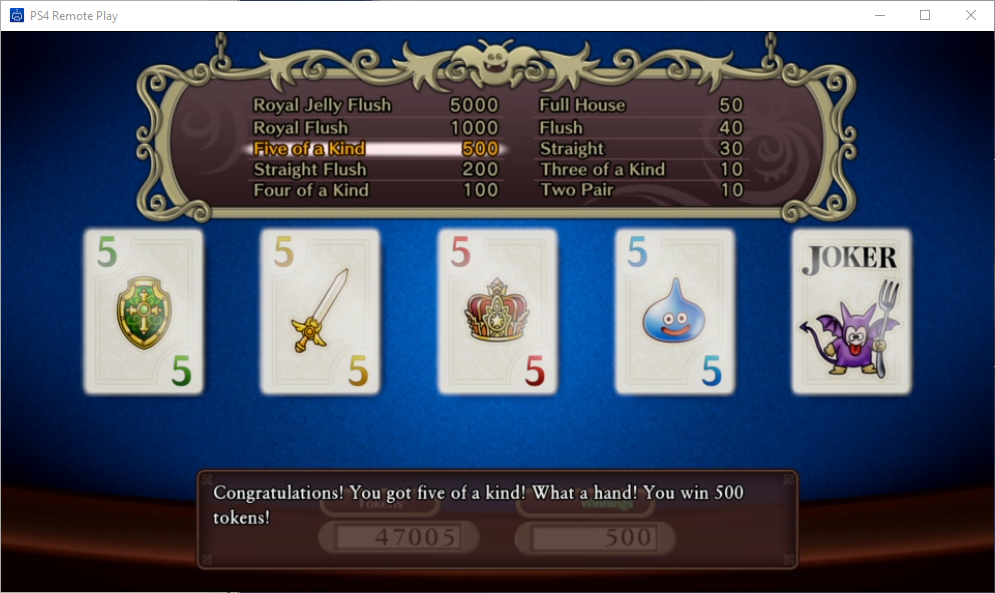 PS4 Remote Play
Royal Jelly Flush 5000 Full House 50
Royal Flush 1000 Flush 40
Five of a Kind 500 Straight 30
Straight Flush 200 Three of a Kind 10
Four of a Kind 100 Two Pair 10
5 5 5 5 JOKER
5 5 5 5
Congratulations! You got five of a kind! What a hand! You win 500
tokens!
Tokens Winnings
47005 500